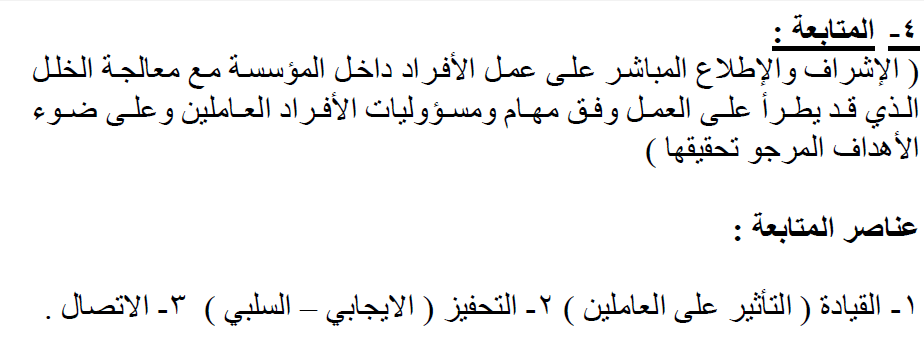 ٤- المتابعة :
( الإشراف والإطلاع المباشر على عمل الأفراد داخل المؤسسة مع معالجة الخلل
الذي قد يطرأ على العمل وفق مهام ومسؤوليات الأفراد العاملين وعلى ضوء
الأهداف المرجو تحقيقها )
عناصر المتابعة :
١- القيادة ( التأثير على العاملين ) ٢- التحفيز ( الايجابي – السلبي ) ٣- الاتصال .